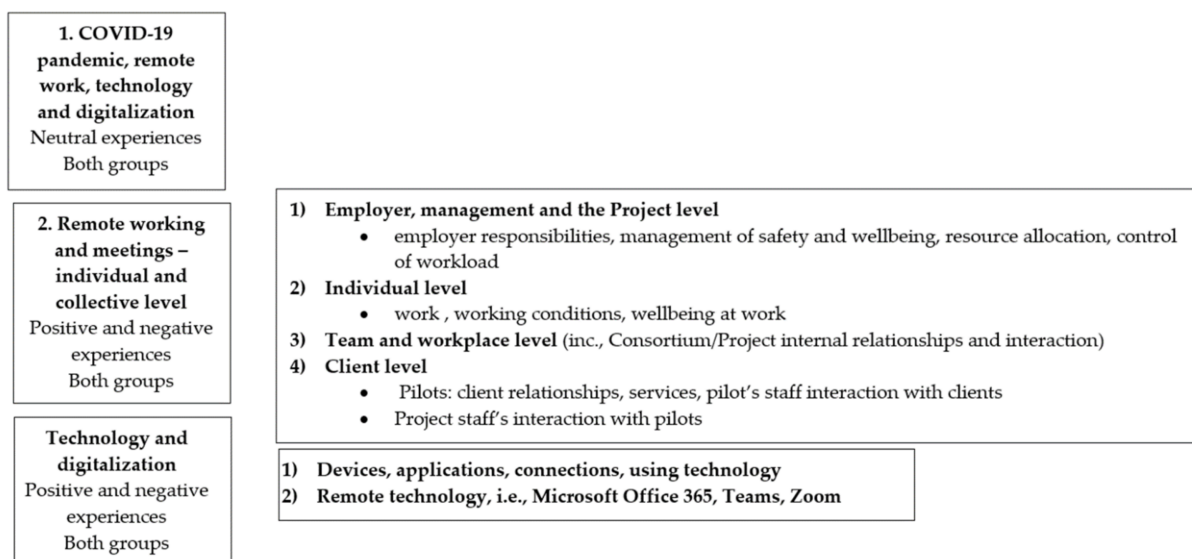 1. COVID-19
pandemic, remote
work, technology
and digitalization
Neutral experiences
Both groups
2. Remote working
and meetings –
individual and
collective level
Positive and negative
experiences
Both groups
1) Employer, management and the Project level
• employer responsibilities, management of safety and wellbeing, resource allocation, control
of workload
2) Individual level
• work , working conditions, wellbeing at work
3) Team and workplace level (inc., Consortium/Project internal relationships and interaction)
4) Client level
• Pilots: client relationships, services, pilot's staff interaction with clients
• Project staff's interaction with pilots
Technology and
digitalization
Positive and negative
experiences
Both groups
1) Devices, applications, connections, using technology
2) Remote technology, i.e., Microsoft Office 365, Teams, Zoom